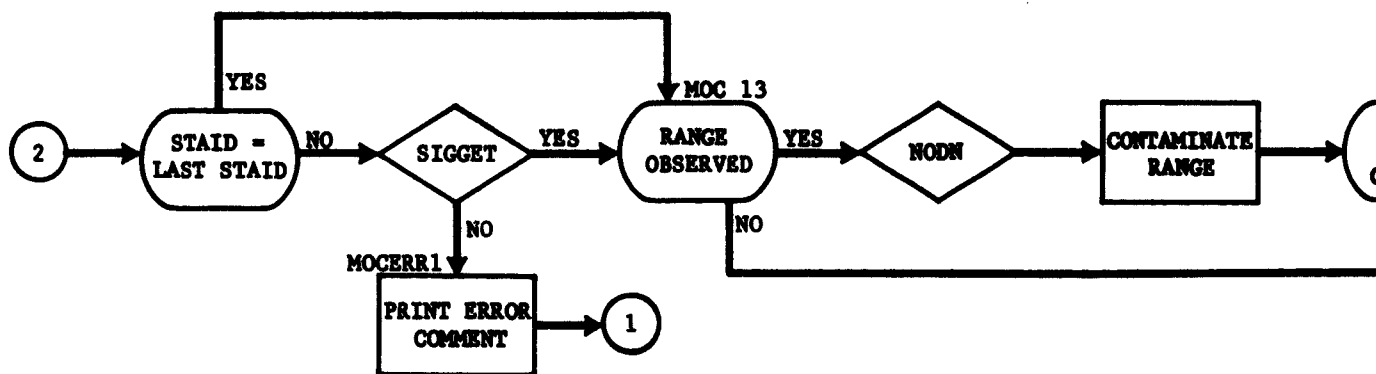 YES
MOC 13
2
STAID =
LAST STAID
NO
SIGGET
YES
RANGE
OBSERVED
YES
NODN
CONTAMINATE
RANGE
NO
NO
MOCERR1
PRINT ERROR
COMMENT
1